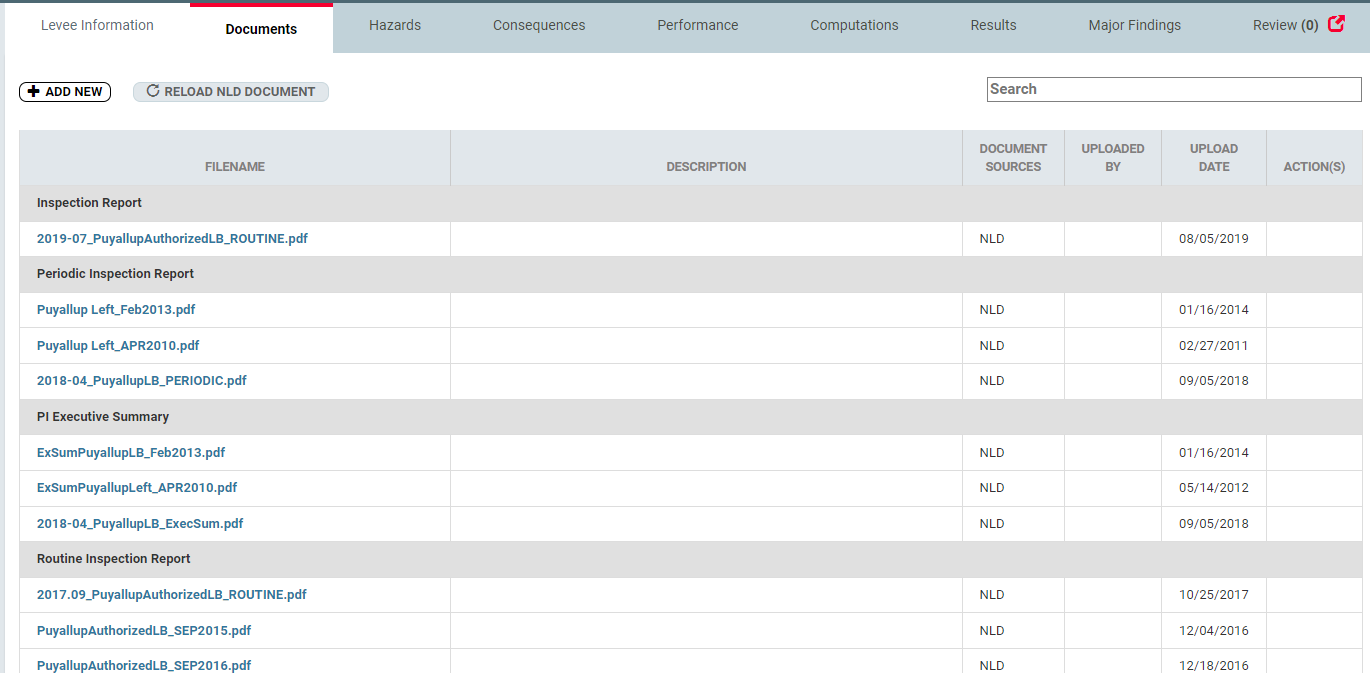 Levee Information Documents Hazards Consequences Performance Computations Results Major Findings Review (0)
ADD NEW RELOAD NLD DOCUMENT Search
FILENAME DESCRIPTION DOCUMENT SOURCES UPLOADED BY UPLOAD DATE ACTION(S)
Inspection Report
2019-07_PuyallupAuthorizedLB_ROUTINE.pdf NLD 08/05/2019
Periodic Inspection Report
Puyallup Left_Feb2013.pdf NLD 01/16/2014
Puyallup Left_APR2010.pdf NLD 02/27/2011
2018-04_PuyallupLB_PERIODIC.pdf NLD 09/05/2018
PI Executive Summary
ExSumPuyallupLB_Feb2013.pdf NLD 01/16/2014
ExSumPuyallupLeft_APR2010.pdf NLD 05/14/2012
2018-04_PuyallupLB_ExecSum.pdf NLD 09/05/2018
Routine Inspection Report
2017.09_PuyallupAuthorizedLB_ROUTINE.pdf NLD 10/25/2017
PuyallupAuthorizedLB_SEP2015.pdf NLD 12/04/2016
PuyallupAuthorizedLB_SEP2016.pdf NLD 12/18/2016